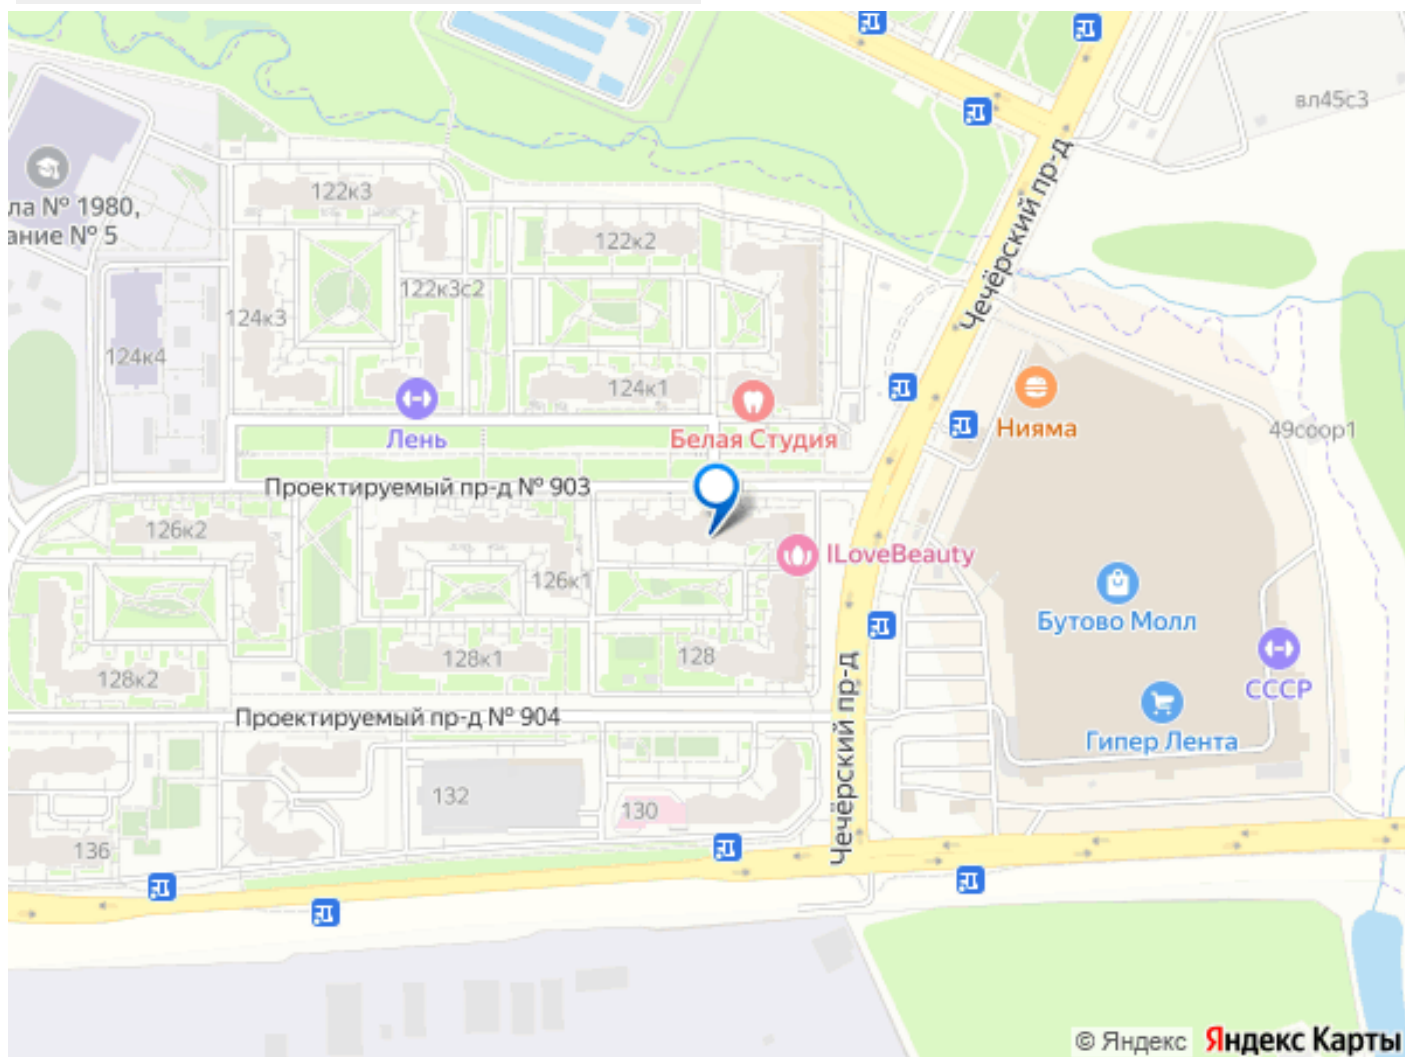 вл45с3
Чечёрский пр-д
122к3
ла № 1980,
ание № 5
122к2
122к3с2
124к3
124к4
124к1
Лень
Белая Студия
Нияма
49соор1
Проектируемый пр-д № 903
126к2
ILoveBeauty
126к1
Бутово Молл
128к1
128
128к2
СССР
Чечёрский пр-д
Проектируемый пр-д № 904
Гипер Лента
132
130
136
© Яндекс Яндекс Карты